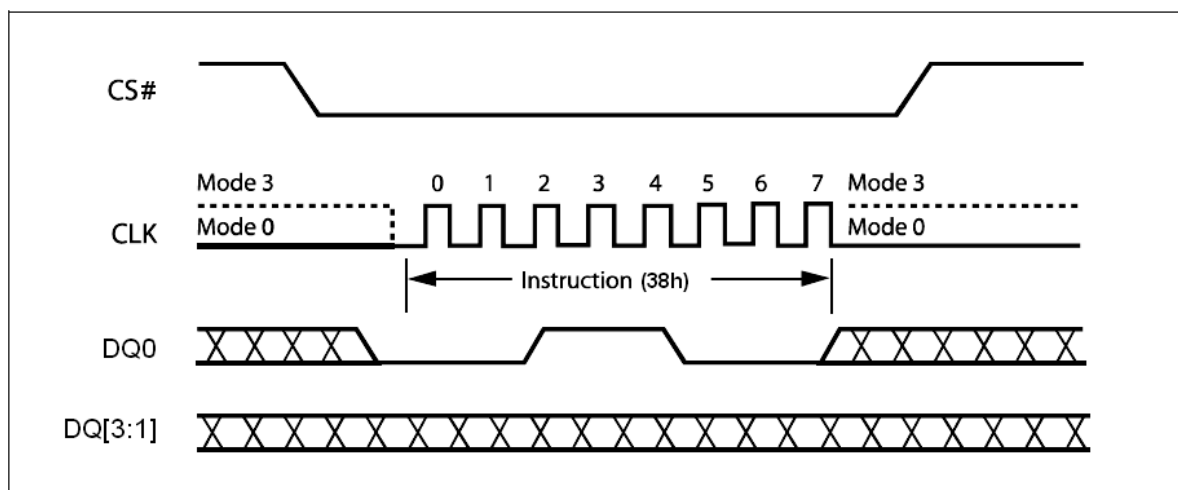 CS#
Mode 3
0 1 2 3 4 5 6 7
Mode 3
CLK
Mode 0
Mode 0
Instruction (38h)
DQ0
DQ[3:1]